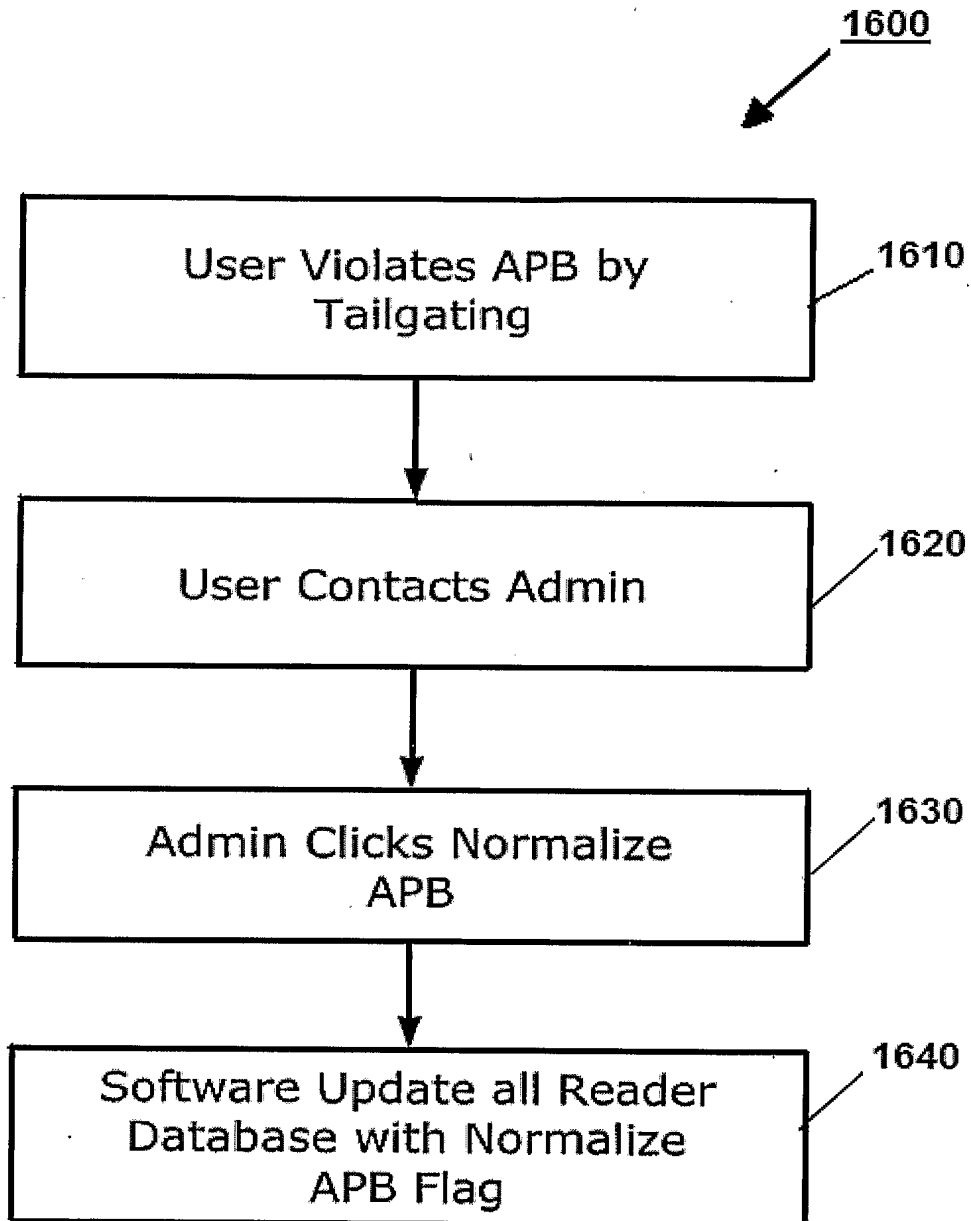 1600
User Violates APB by
Tailgating
1610
User Contacts Admin
1620
Admin Clicks Normalize
APB
1630
Software Update all Reader
Database with Normalize
APB Flag
1640